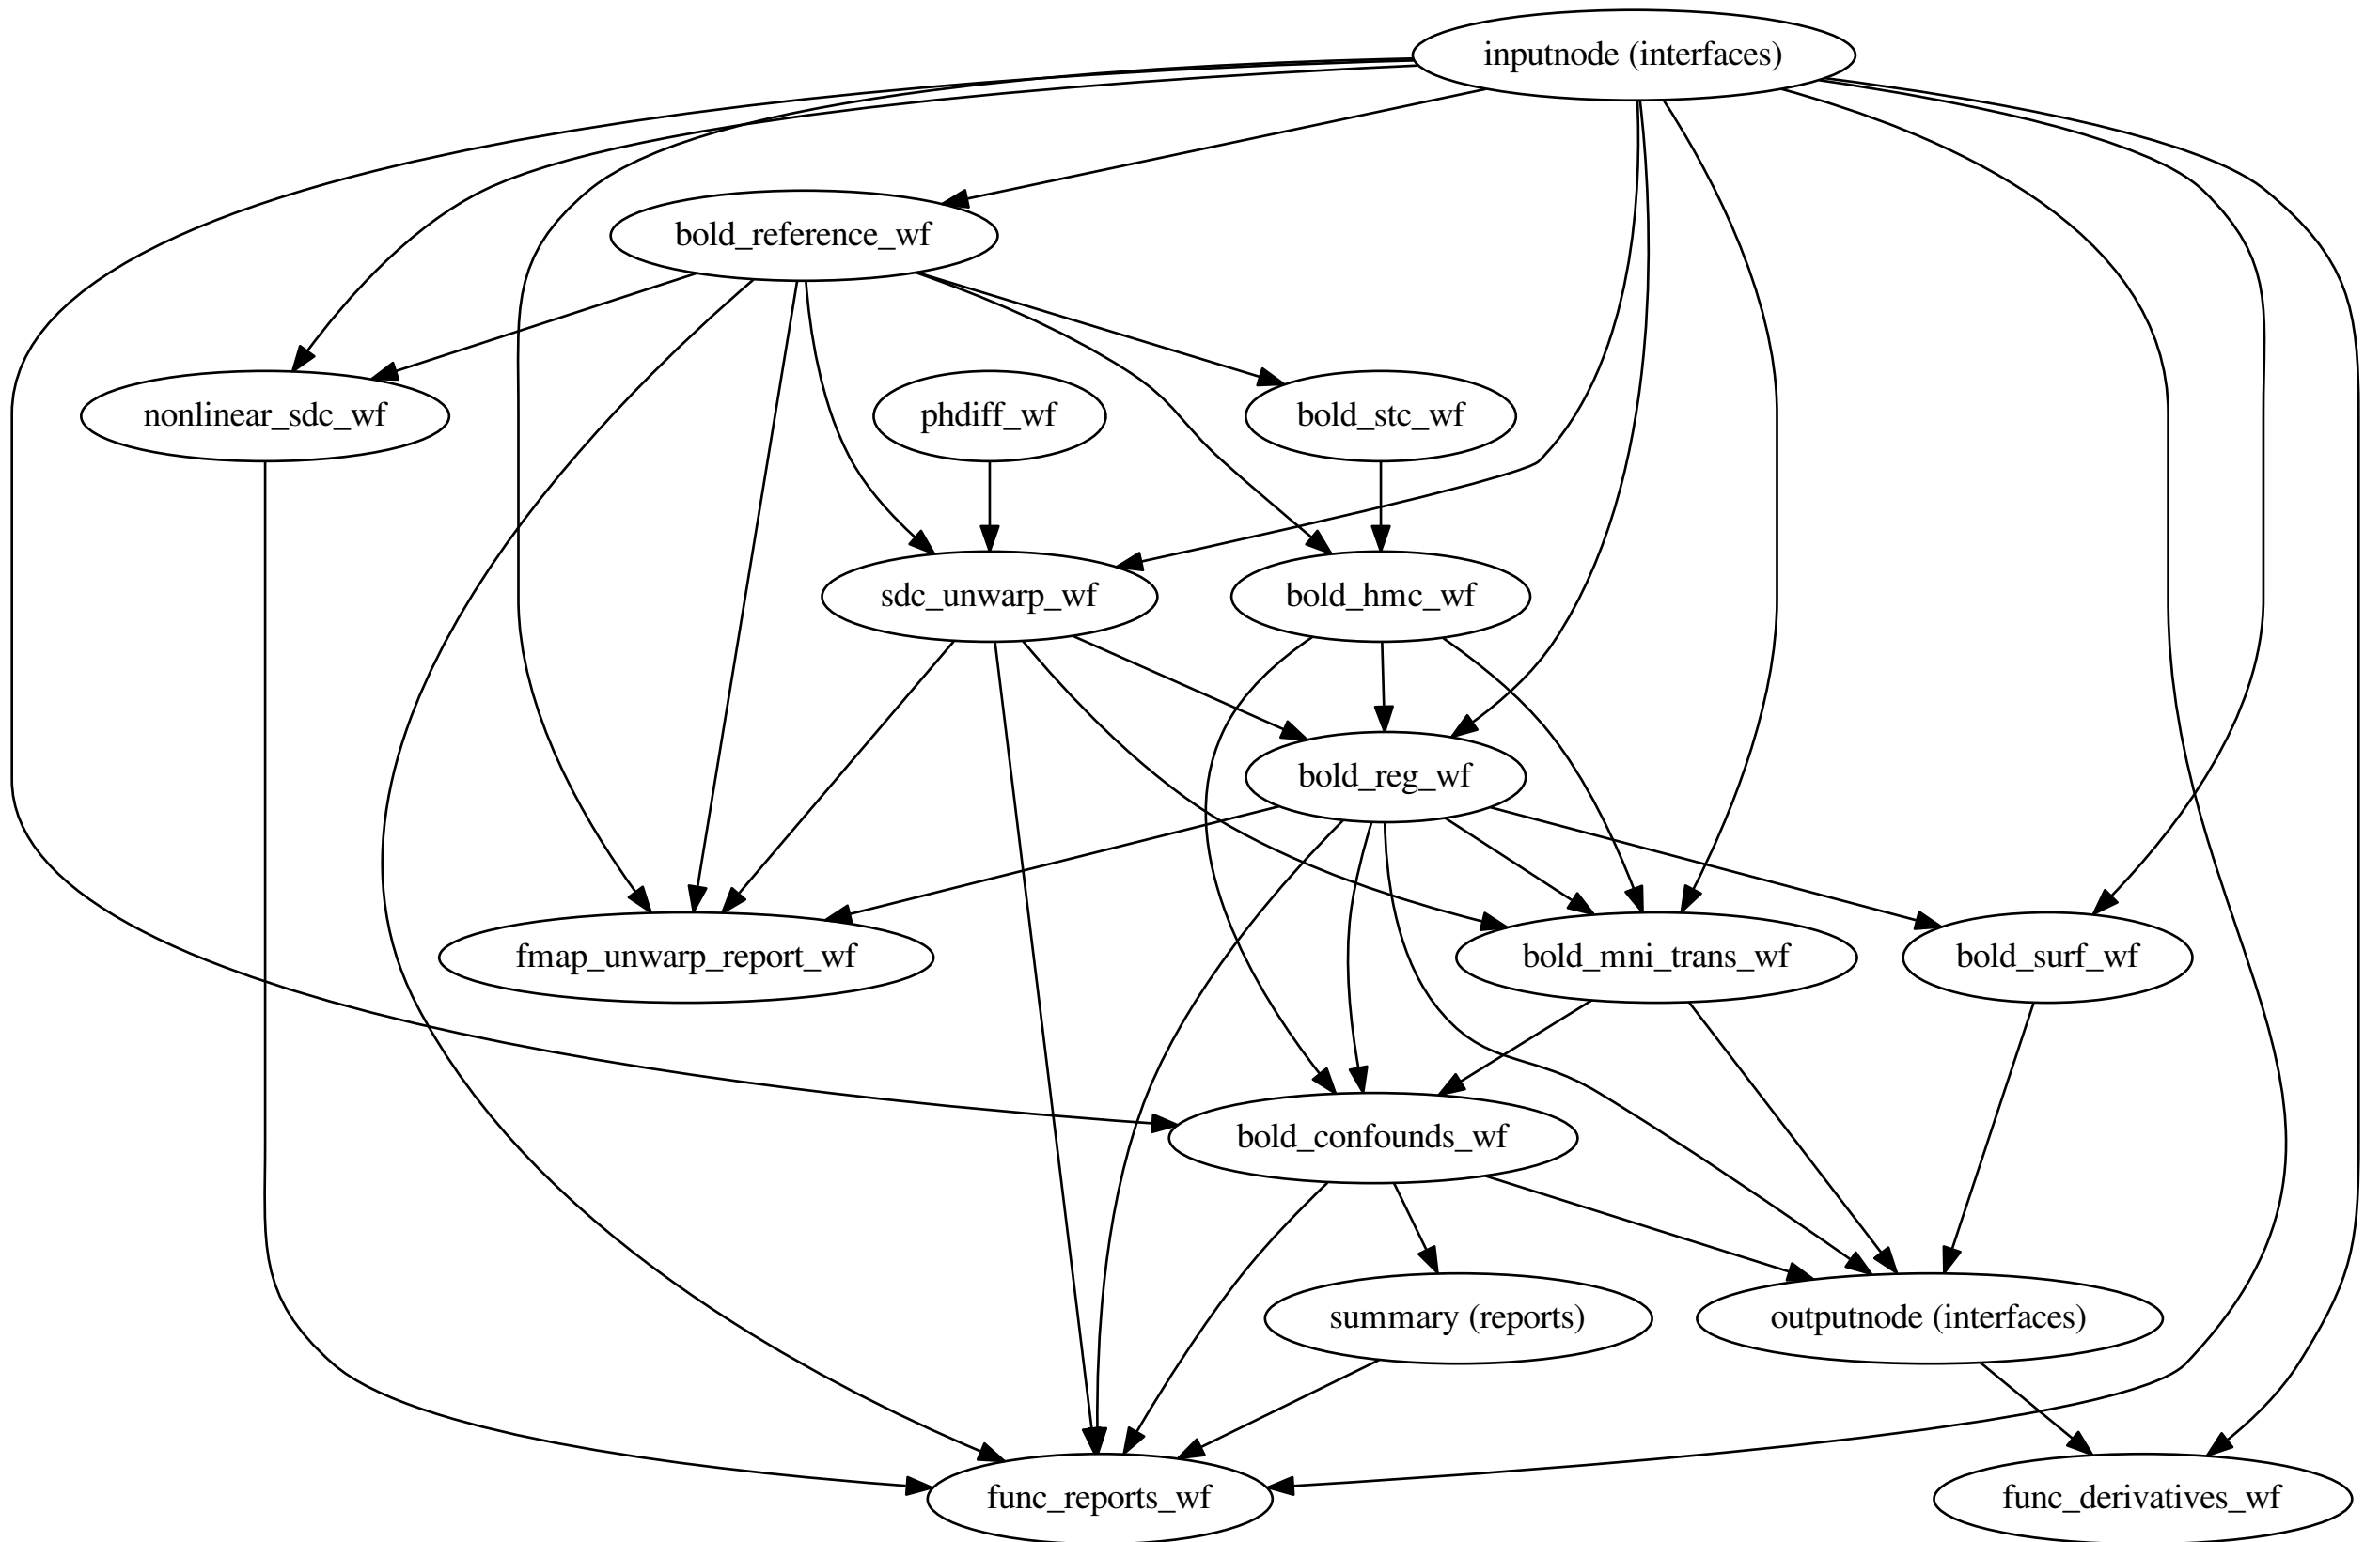 inputnode (interfaces)
bold_reference_wf
nonlinear_sdc_wf
phdiff_wf
bold_stc_wf
sdc_unwarp_wf
bold_hmc_wf
bold_reg_wf
fmap_unwarp_report_wf
bold_mni_trans_wf
bold_surf_wf
bold_confounds_wf
summary (reports)
outputnode (interfaces)
func_reports_wf
func_derivatives_wf